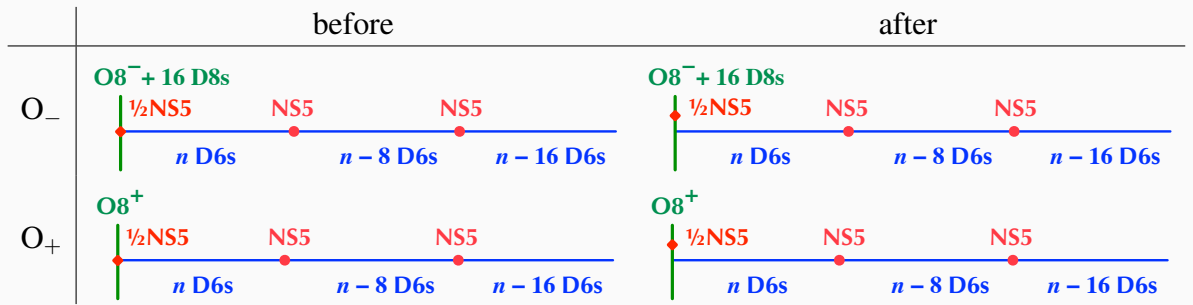 before after
O8⁻+ 16 D8s O8⁻+ 16 D8s
O₋ ½NS5 NS5 NS5 ½NS5 NS5 NS5
n D6s n – 8 D6s n – 16 D6s n D6s n – 8 D6s n – 16 D6s
O8⁺ O8⁺
O₊ ½NS5 NS5 NS5 ½NS5 NS5 NS5
n D6s n – 8 D6s n – 16 D6s n D6s n – 8 D6s n – 16 D6s